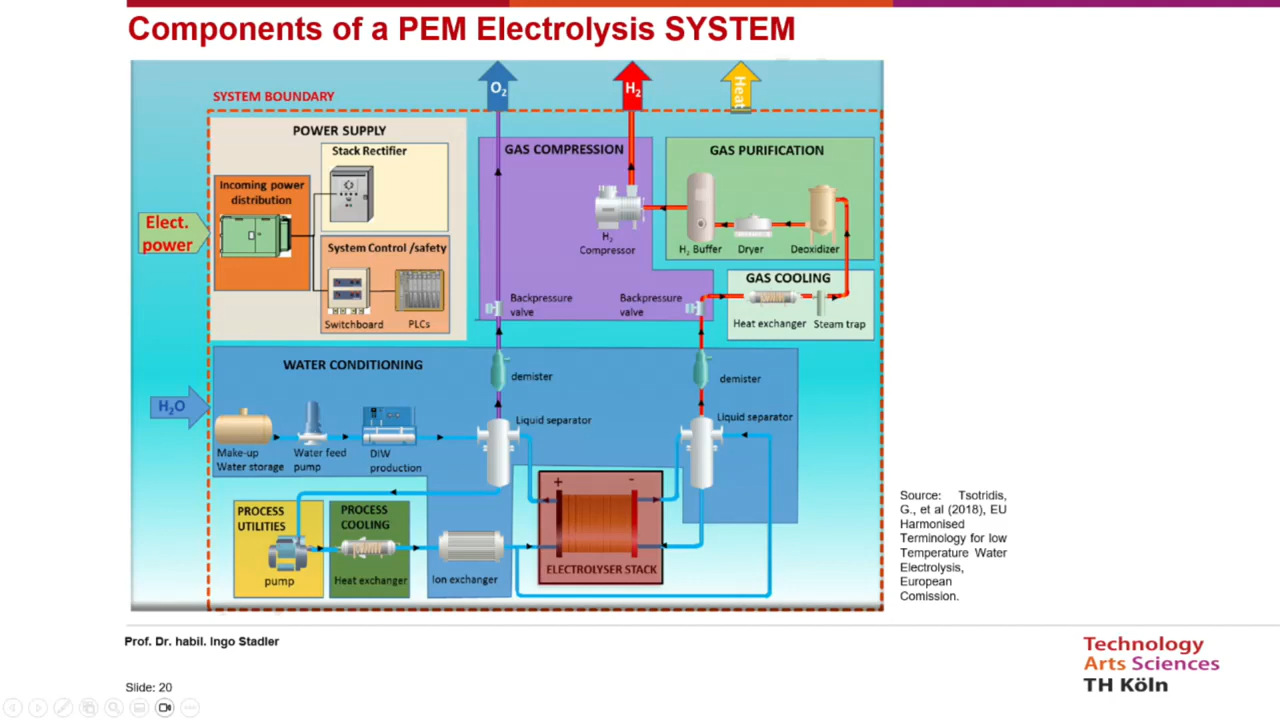 Components of a PEM Electrolysis SYSTEM
SYSTEM BOUNDARY
O2
H2
Heat
POWER SUPPLY
Stack Rectifier
Incoming power
distribution
Elect.
power
System Control /safety
Switchboard
PLCs
GAS COMPRESSION
H2
Compressor
Backpressure
valve
Backpressure
valve
GAS PURIFICATION
H2 Buffer
Dryer
Deoxidizer
GAS COOLING
Heat exchanger
Steam trap
WATER CONDITIONING
demister
demister
H2O
Liquid separator
Liquid separator
Make-up
Water storage
Water feed
pump
DIW
production
PROCESS
UTILITIES
pump
PROCESS
COOLING
Heat exchanger
Ion exchanger
+
-
ELECTROLYSER STACK
Source: Tsotridis,
G., et al (2018), EU
Harmonised
Terminology for low
Temperature Water
Electrolysis,
European
Comission.
Prof. Dr. habil. Ingo Stadler
Slide: 20
Technology
Arts Sciences
TH Köln